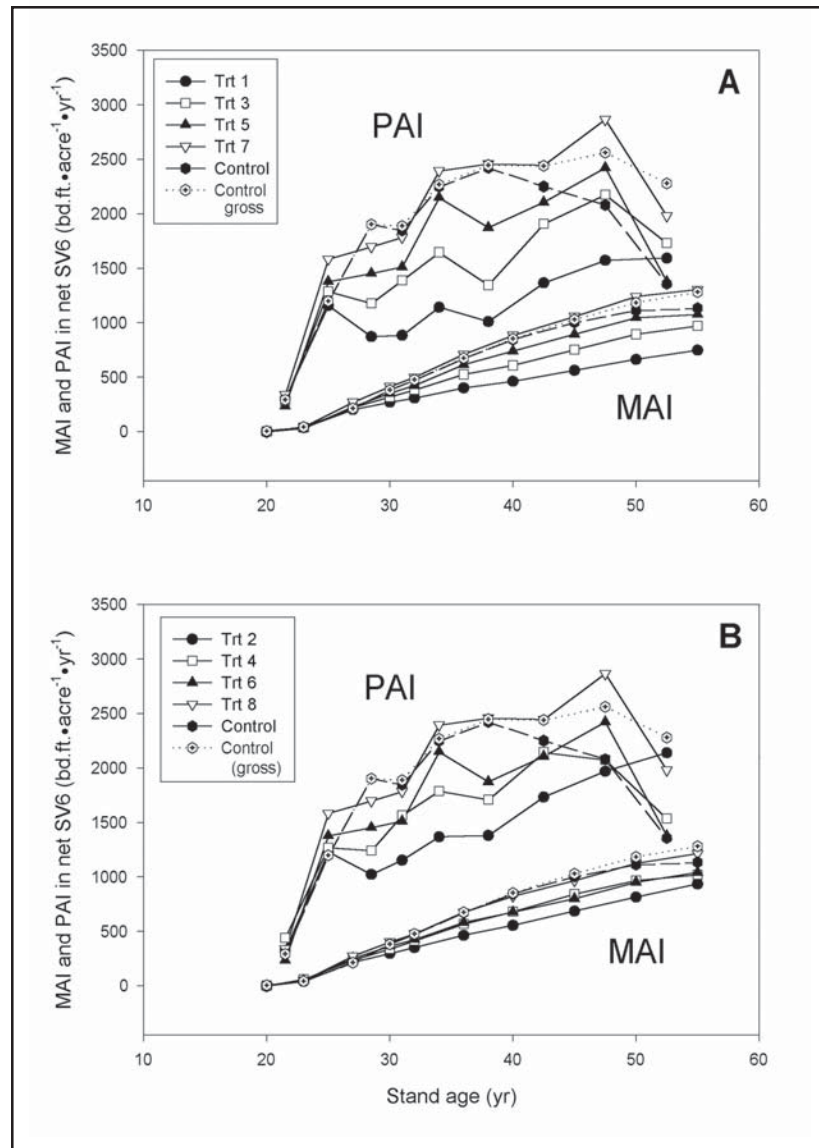 A
MAI and PAI in net SV6 (bd.ft.•acre⁻¹•yr⁻¹)
3500
3000
2500
2000
1500
1000
500
0
Trt 1
Trt 3
Trt 5
Trt 7
Control
Control
gross
PAI
MAI
10
20
30
40
50
60
B
MAI and PAI in net SV6 (bd.ft.•acre⁻¹•yr⁻¹)
3500
3000
2500
2000
1500
1000
500
0
Trt 2
Trt 4
Trt 6
Trt 8
Control
Control
(gross)
PAI
MAI
10
20
30
40
50
60
Stand age (yr)